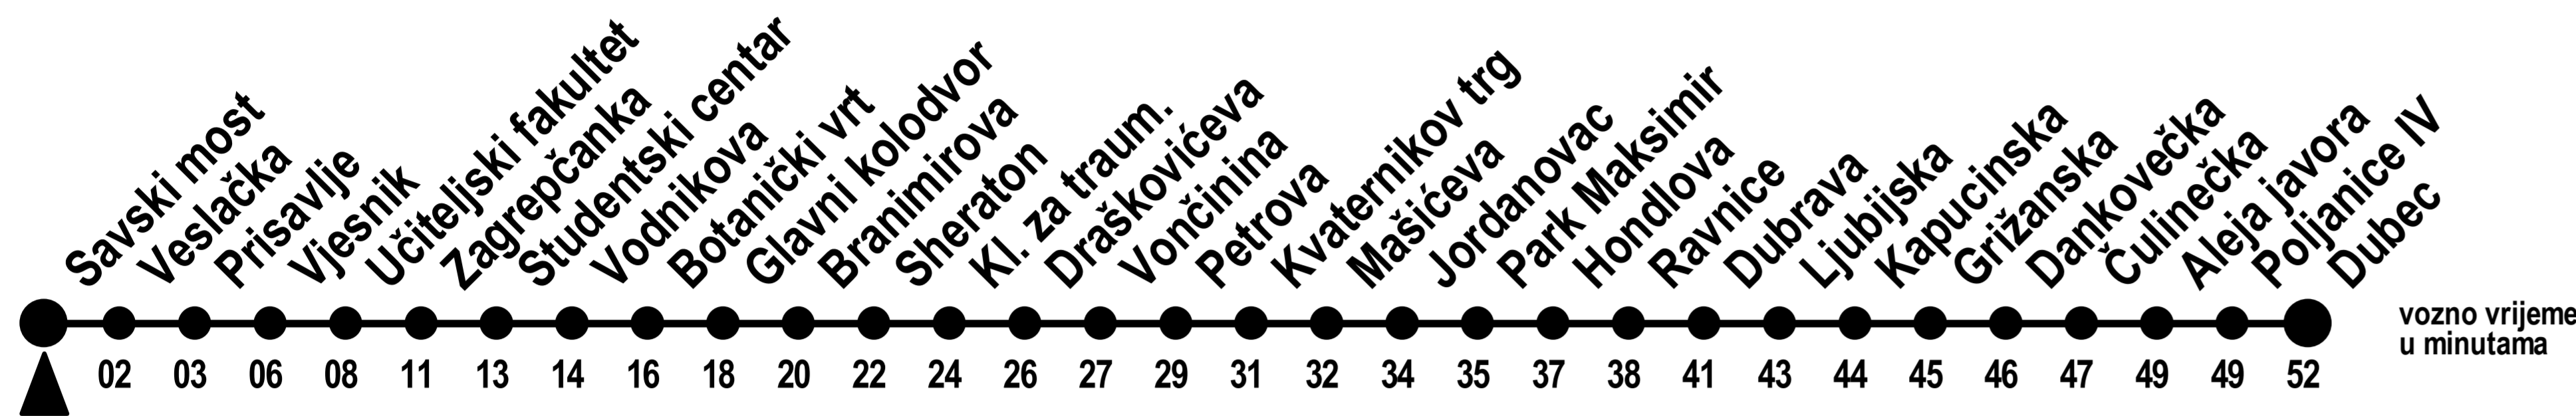 Savski most
Veslačka
Prisavlje
Vjesnik
Učiteljski fakultet
Zagrepčanka
Studentski centar
Vodnikova
Botanički vrt
Glavni kolodvor
Branimirova
Sheraton
Kl. za traum.
Draškovićeva
Vončinina
Petrova
Kvaternikov trg
Mašićeva
Jordanovac
Park Maksimir
Hondlova
Ravnice
Dubrava
Ljubijska
Kapucinska
Grižanska
Dankovečka
Čulinečka
Aleja javora
Poljanice IV
Dubec
02 03 06 08 11 13 14 16 18 20 22 24 26 27 29 31 32 34 35 37 38 41 43 44 45 46 47 49 49 52
vozno vrijeme
u minutama